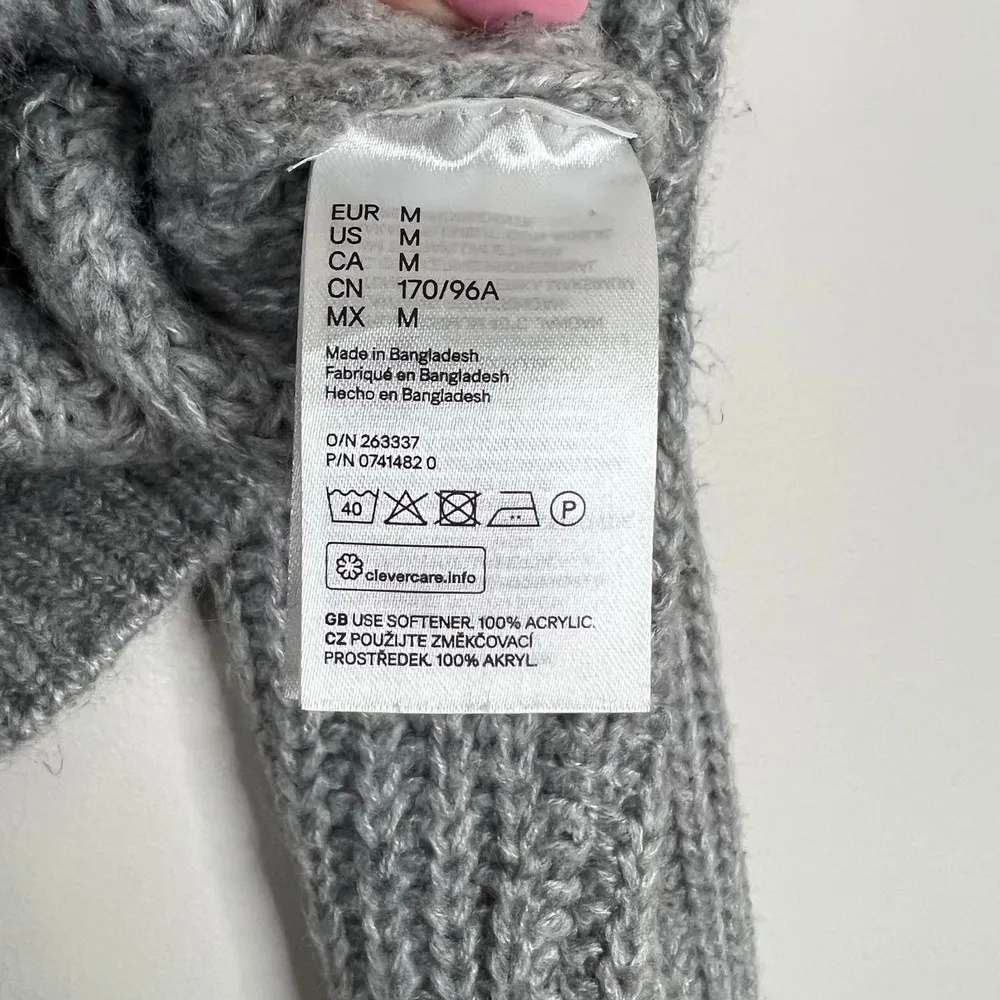 EUR M
US M
CA M
CN 170/96A
MX M
Made in Bangladesh
Fabriqué en Bangladesh
Hecho en Bangladesh
O/N 263337
P/N 0741482 0
40 P
clevercare.info
GB USE SOFTENER. 100% ACRYLIC.
CZ POUŽIJTE ZMĚKČOVACÍ
PROSTŘEDEK. 100% AKRYL.